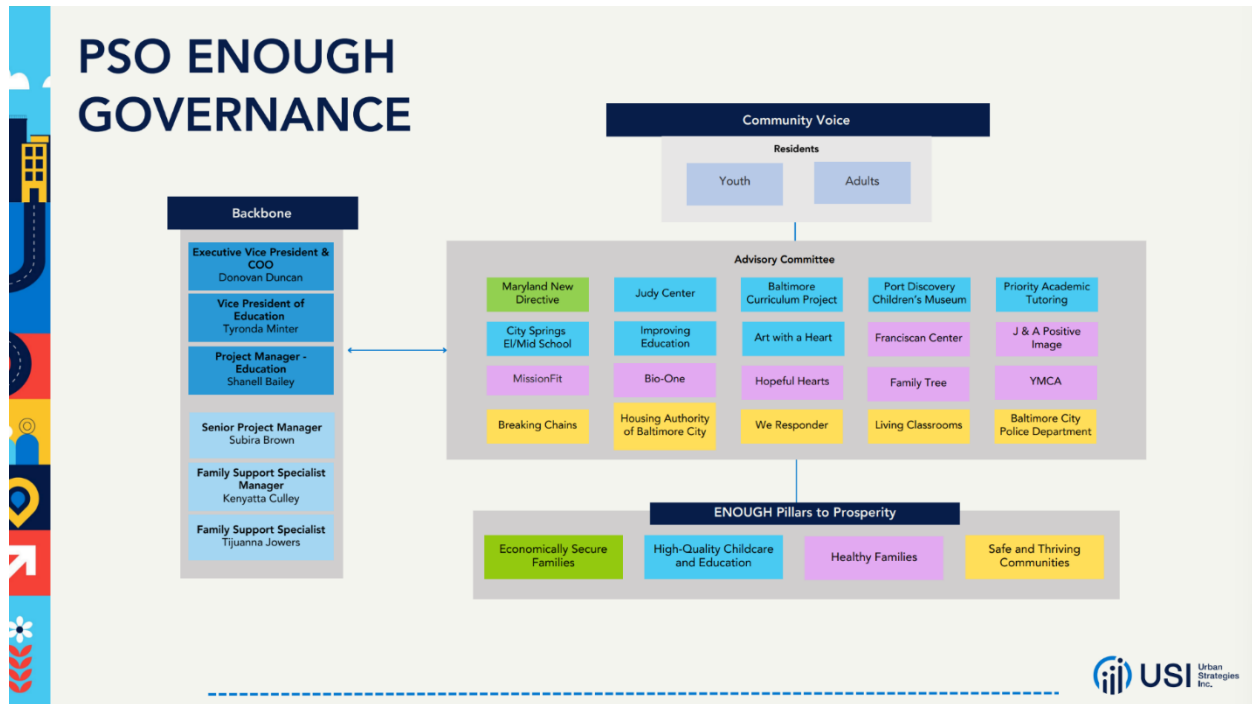 PSO ENOUGH
GOVERNANCE
Community Voice
Residents
Youth
Adults
Backbone
Executive Vice President &
COO
Donovan Duncan
Vice President of
Education
Tyronda Minter
Project Manager -
Education
Shanell Bailey
Senior Project Manager
Subira Brown
Family Support Specialist
Manager
Kenyatta Culley
Family Support Specialist
Tijuanna Jowers
Advisory Committee
Maryland New
Directive
Judy Center
Baltimore
Curriculum Project
Port Discovery
Children's Museum
Priority Academic
Tutoring
City Springs
El/Mid School
Improving
Education
Art with a Heart
Franciscan Center
J & A Positive
Image
MissionFit
Bio-One
Hopeful Hearts
Family Tree
YMCA
Breaking Chains
Housing Authority
of Baltimore City
We Responder
Living Classrooms
Baltimore City
Police Department
ENOUGH Pillars to Prosperity
Economically Secure
Families
High-Quality Childcare
and Education
Healthy Families
Safe and Thriving
Communities
USI
Urban
Strategies
Inc.